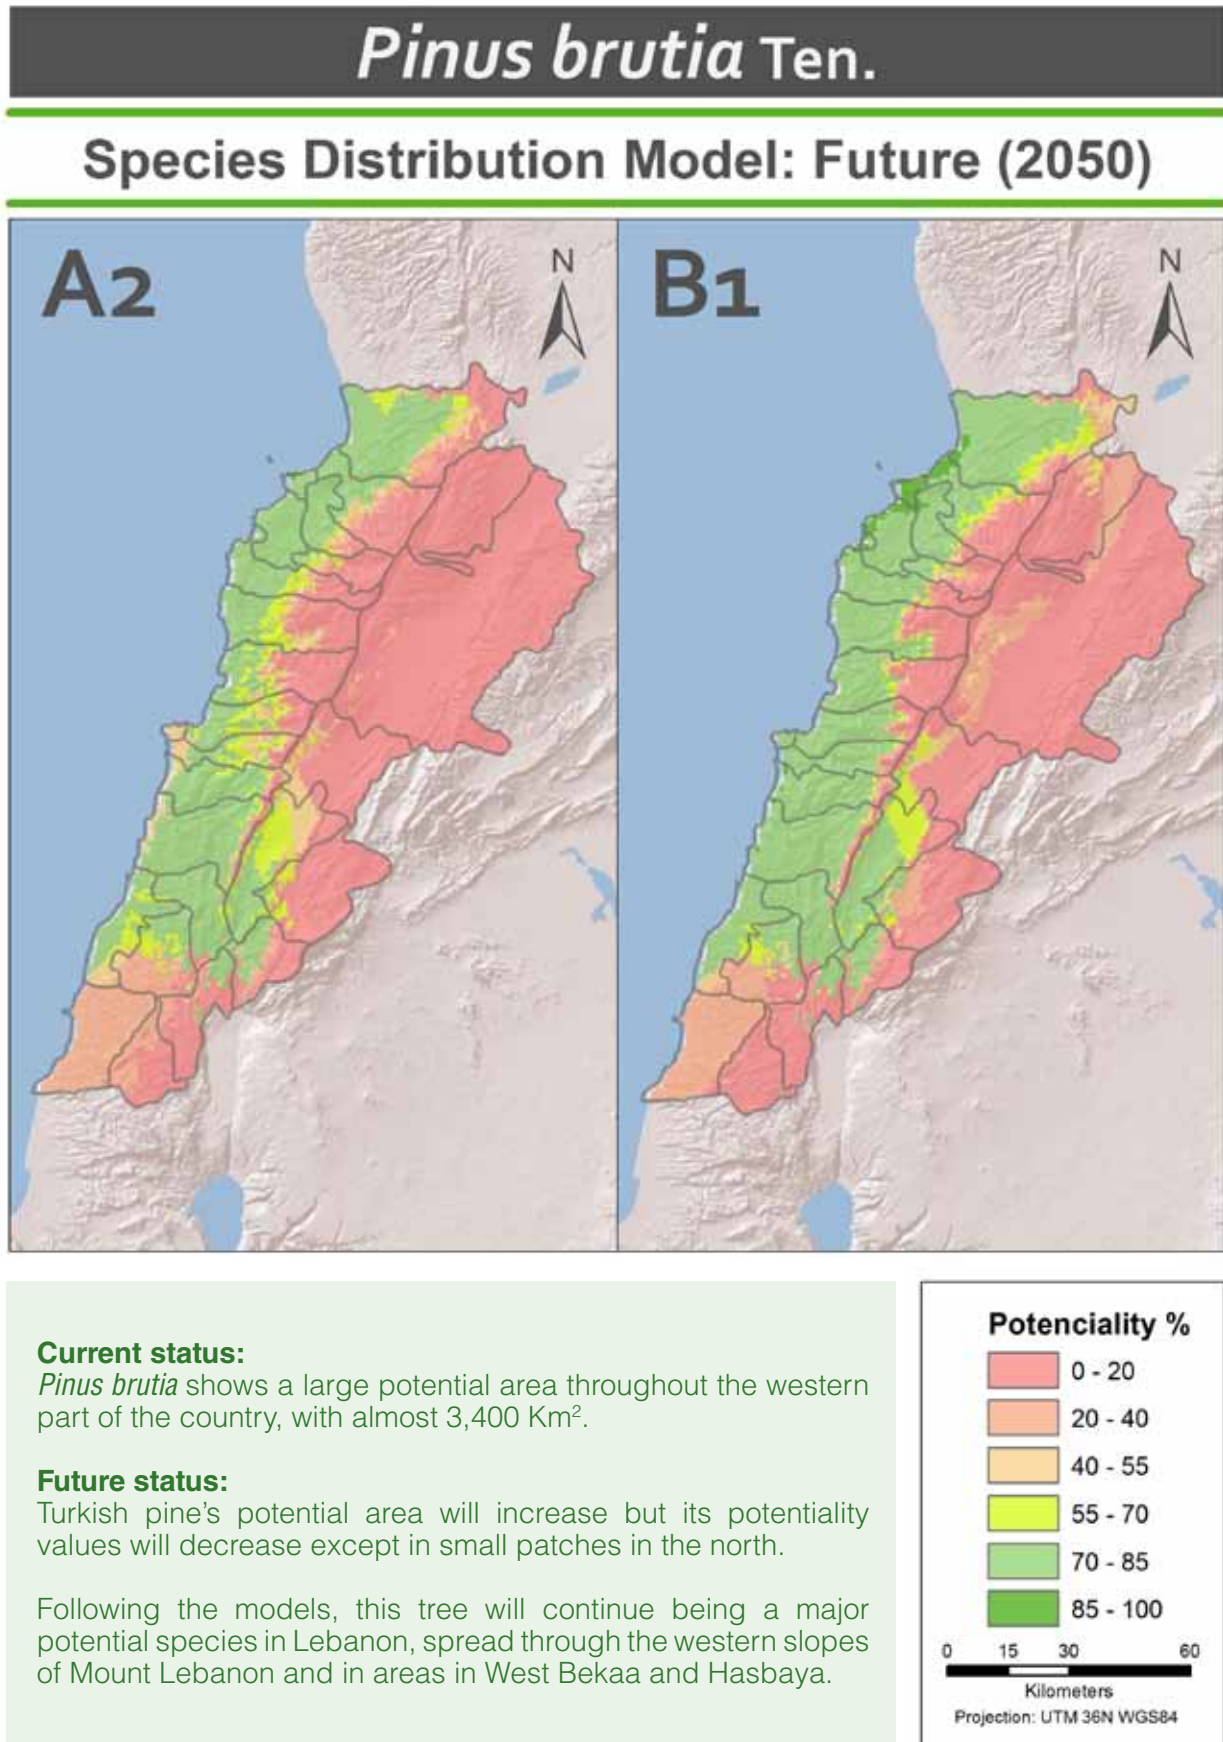 Pinus brutia Ten.
Species Distribution Model: Future (2050)
A2
N
B1
N
Current status:
Pinus brutia shows a large potential area throughout the western
part of the country, with almost 3,400 Km².
Future status:
Turkish pine's potential area will increase but its potentiality
values will decrease except in small patches in the north.
Following the models, this tree will continue being a major
potential species in Lebanon, spread through the western slopes
of Mount Lebanon and in areas in West Bekaa and Hasbaya.
Potenciality %
0 - 20
20 - 40
40 - 55
55 - 70
70 - 85
85 - 100
0 15 30 60
Kilometers
Projection: UTM 36N WGS84